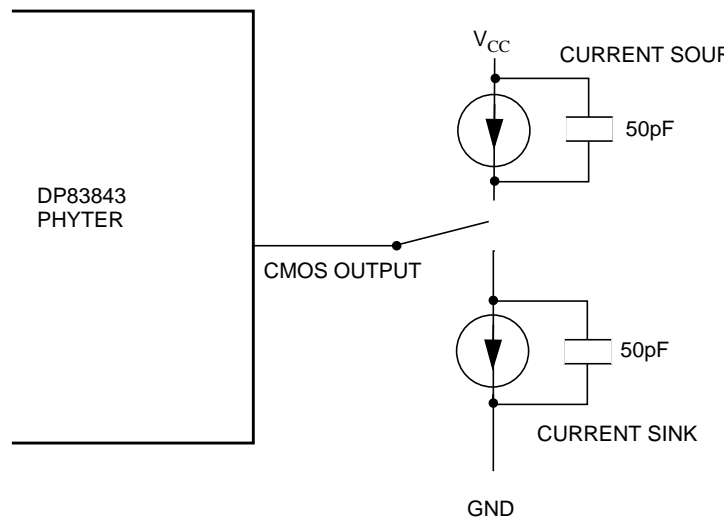 V_CC
CURRENT SOUR
50pF
DP83843
PHYTER
CMOS OUTPUT
50pF
CURRENT SINK
GND